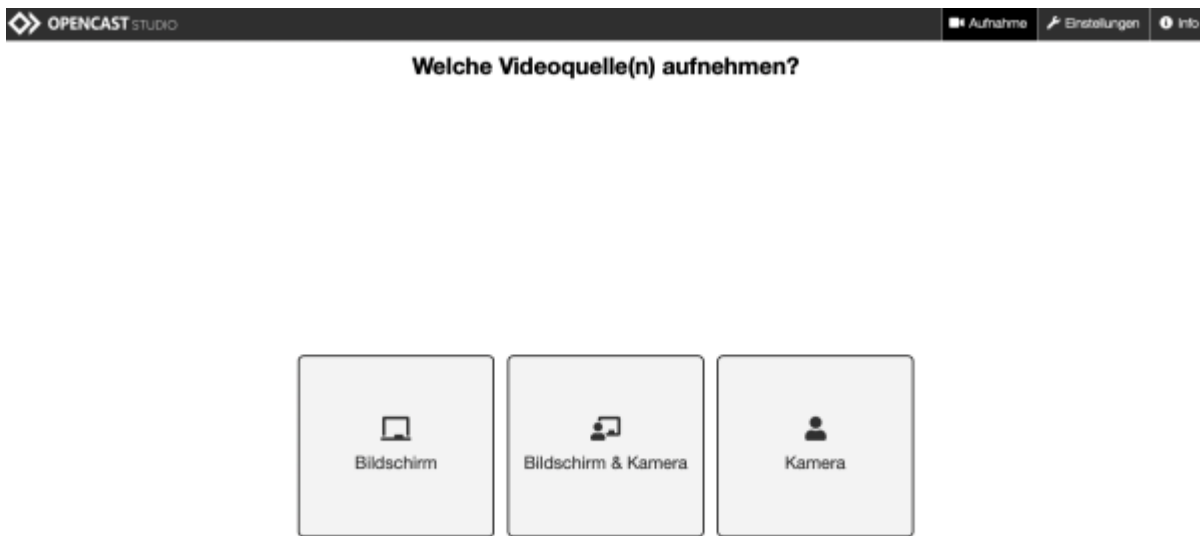 OPENCAST STUDIO Aufnahme Einstellungen Info
Welche Videoquelle(n) aufnehmen?
Bildschirm Bildschirm & Kamera Kamera